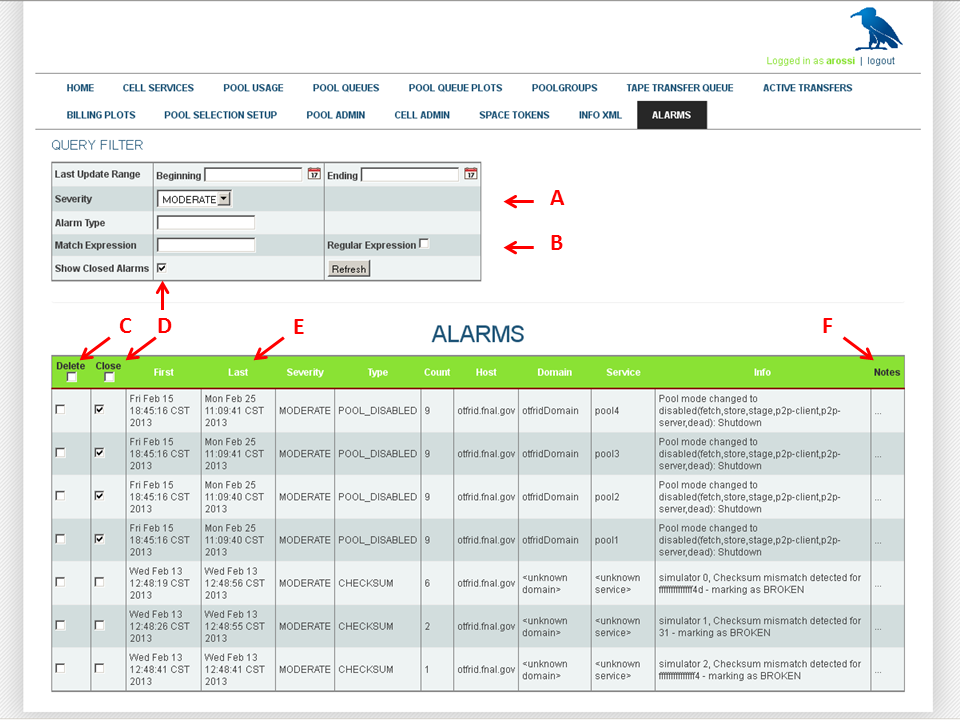 Logged in as arossi | logout
HOME CELL SERVICES POOL USAGE POOL QUEUES POOL QUEUE PLOTS POOLGROUPS TAPE TRANSFER QUEUE ACTIVE TRANSFERS
BILLING PLOTS POOL SELECTION SETUP POOL ADMIN CELL ADMIN SPACE TOKENS INFO XML ALARMS
QUERY FILTER
Last Update Range Beginning 17 Ending 17
Severity MODERATE A
Alarm Type
Match Expression Regular Expression B
Show Closed Alarms Refresh
C D E F
ALARMS
Delete Close First Last Severity Type Count Host Domain Service Info Notes
Fri Feb 15 Mon Feb 25 Pool mode changed to
18:45:16 CST 11:09:41 CST MODERATE POOL_DISABLED 9 otfrid.fnal.gov otfridDomain pool4 disabled(fetch,store,stage,p2p-client,p2p- ...
2013 2013 server,dead): Shutdown
Fri Feb 15 Mon Feb 25 Pool mode changed to
18:45:16 CST 11:09:41 CST MODERATE POOL_DISABLED 9 otfrid.fnal.gov otfridDomain pool3 disabled(fetch,store,stage,p2p-client,p2p- ...
2013 2013 server,dead): Shutdown
Fri Feb 15 Mon Feb 25 Pool mode changed to
18:45:16 CST 11:09:40 CST MODERATE POOL_DISABLED 9 otfrid.fnal.gov otfridDomain pool2 disabled(fetch,store,stage,p2p-client,p2p- ...
2013 2013 server,dead): Shutdown
Fri Feb 15 Mon Feb 25 Pool mode changed to
18:45:16 CST 11:09:40 CST MODERATE POOL_DISABLED 9 otfrid.fnal.gov otfridDomain pool1 disabled(fetch,store,stage,p2p-client,p2p- ...
2013 2013 server,dead): Shutdown
Wed Feb 13 Wed Feb 13 <unknown <unknown simulator 0, Checksum mismatch detected for
12:48:19 CST 12:48:56 CST MODERATE CHECKSUM 6 otfrid.fnal.gov domain> service> - marking as BROKEN ...
2013 2013
Wed Feb 13 Wed Feb 13 <unknown <unknown simulator 1, Checksum mismatch detected for
12:48:26 CST 12:48:55 CST MODERATE CHECKSUM 2 otfrid.fnal.gov domain> service> 31 - marking as BROKEN ...
2013 2013
Wed Feb 13 Wed Feb 13 <unknown <unknown simulator 2, Checksum mismatch detected for
12:48:41 CST 12:48:41 CST MODERATE CHECKSUM 1 otfrid.fnal.gov domain> service> - marking as BROKEN ...
2013 2013